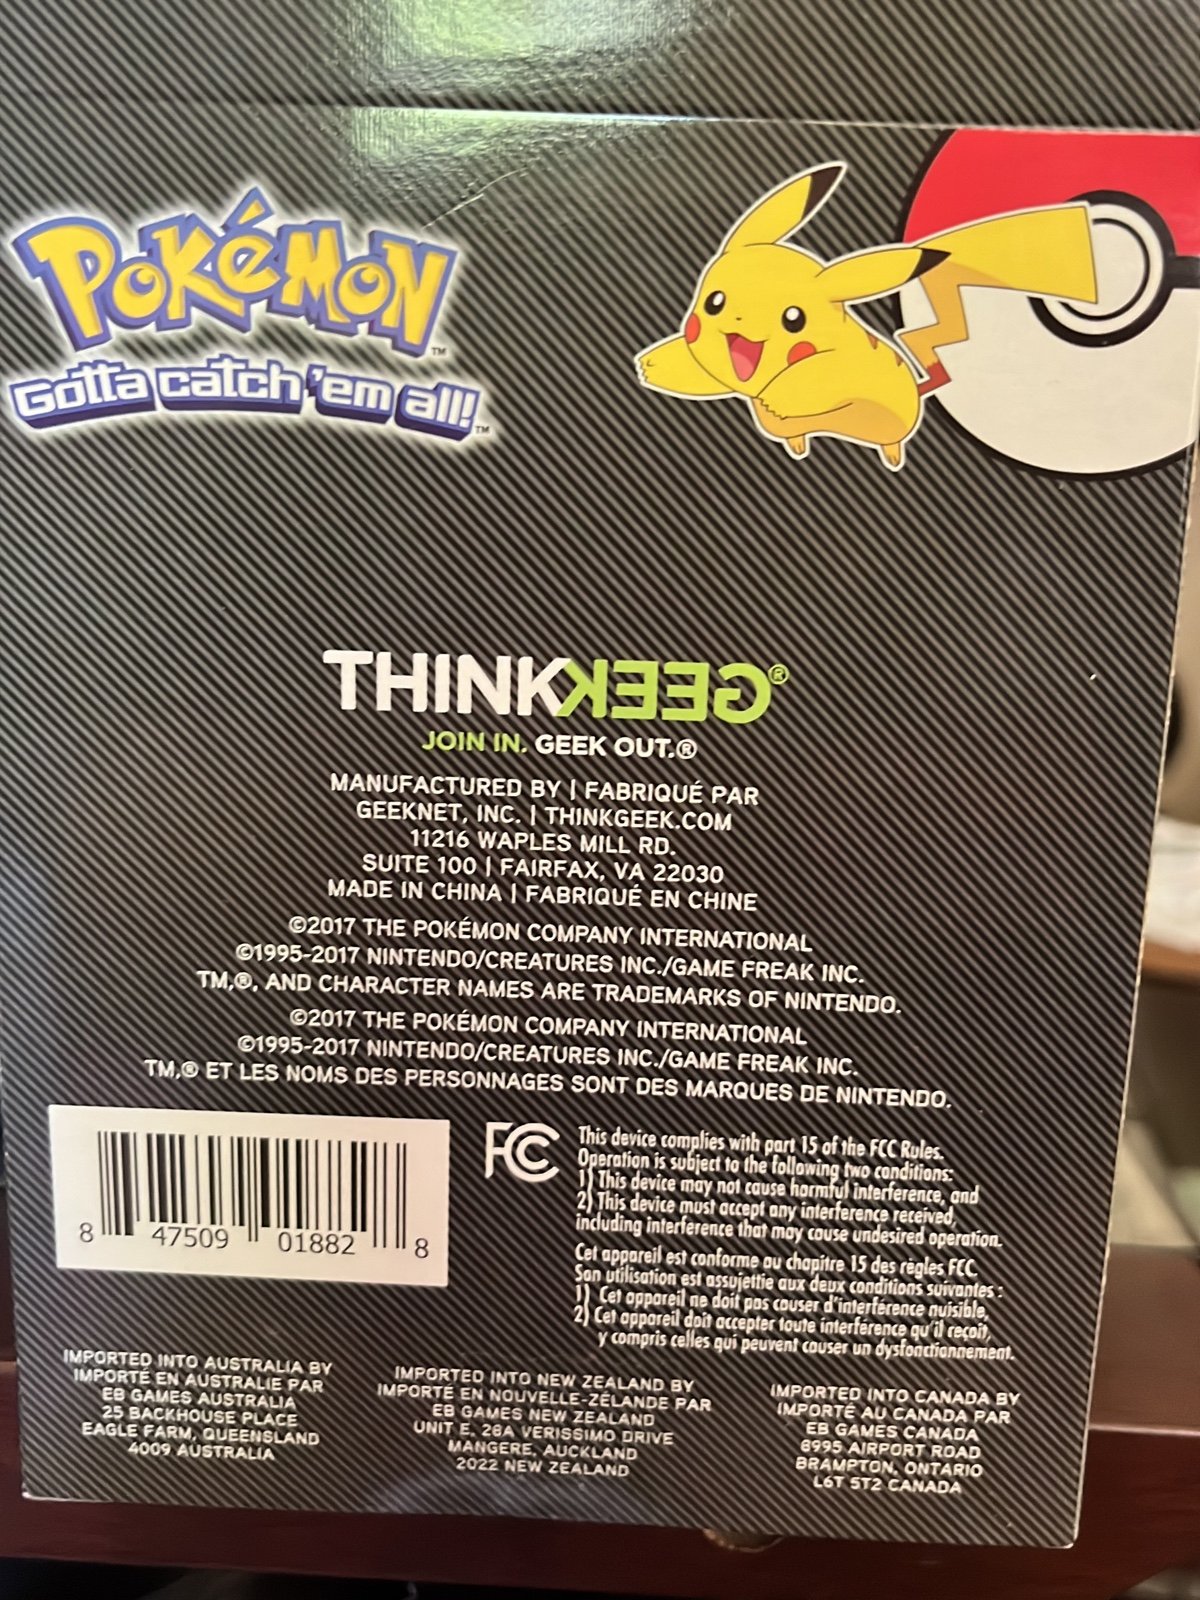 POKéMON™
Gotta catch 'em all!™
THINKGEEK®
JOIN IN. GEEK OUT.®
MANUFACTURED BY | FABRIQUÉ PAR
GEEKNET, INC. | THINKGEEK.COM
11216 WAPLES MILL RD.
SUITE 100 | FAIRFAX, VA 22030
MADE IN CHINA | FABRIQUÉ EN CHINE
©2017 THE POKÉMON COMPANY INTERNATIONAL
©1995-2017 NINTENDO/CREATURES INC./GAME FREAK INC.
TM,®, AND CHARACTER NAMES ARE TRADEMARKS OF NINTENDO.
©2017 THE POKÉMON COMPANY INTERNATIONAL
©1995-2017 NINTENDO/CREATURES INC./GAME FREAK INC.
TM,® ET LES NOMS DES PERSONNAGES SONT DES MARQUES DE NINTENDO.
8 47509 01882 8
FC
This device complies with part 15 of the FCC Rules.
Operation is subject to the following two conditions:
1) This device may not cause harmful interference, and
2) This device must accept any interference received,
including interference that may cause undesired operation.
Cet appareil est conforme au chapitre 15 des règles FCC.
Son utilisation est assujettie aux deux conditions suivantes :
1) Cet appareil ne doit pas causer d'interférence nuisible,
2) Cet appareil doit accepter toute interférence qu'il reçoit,
y compris celles qui peuvent causer un dysfonctionnement.
IMPORTED INTO AUSTRALIA BY
IMPORTÉ EN AUSTRALIE PAR
EB GAMES AUSTRALIA
25 BACKHOUSE PLACE
EAGLE FARM, QUEENSLAND
4009 AUSTRALIA
IMPORTED INTO NEW ZEALAND BY
IMPORTÉ EN NOUVELLE-ZÉLANDE PAR
EB GAMES NEW ZEALAND
UNIT E, 28A VERISSIMO DRIVE
MANGERE, AUCKLAND
2022 NEW ZEALAND
IMPORTED INTO CANADA BY
IMPORTÉ AU CANADA PAR
EB GAMES CANADA
8995 AIRPORT ROAD
BRAMPTON, ONTARIO
L6T 5T2 CANADA